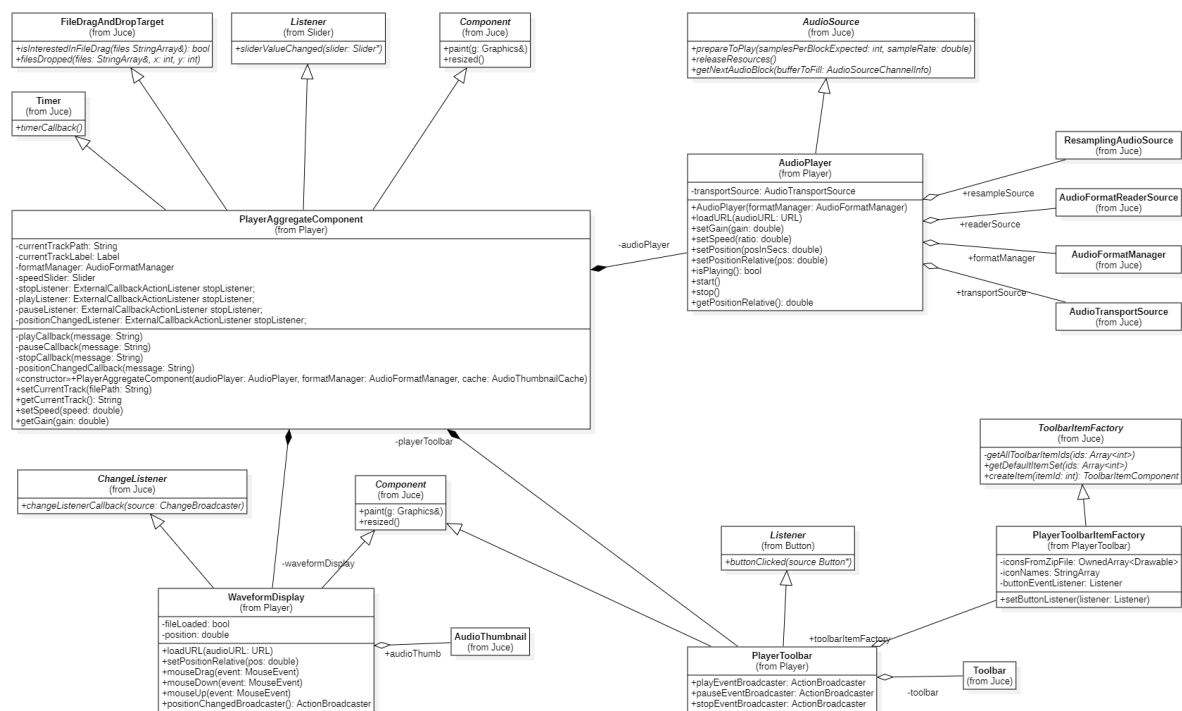 FileDragAndDropTarget
(from Juce)
+isInterestedInFileDrag(files StringArray&): bool
+filesDropped(files: StringArray&, x: int, y: int)
Listener
(from Slider)
+sliderValueChanged(slider: Slider*)
Component
(from Juce)
+paint(g: Graphics&)
+resized()
AudioSource
(from Juce)
+prepareToPlay(samplesPerBlockExpected: int, sampleRate: double)
+releaseResources()
+getNextAudioBlock(bufferToFill: AudioSourceChannelInfo)
Timer
(from Juce)
+timerCallback()
AudioPlayer
(from Player)
-transportSource: AudioTransportSource
+AudioPlayer(formatManager: AudioFormatManager)
+loadURL(audioURL: URL)
+setGain(gain: double)
+setSpeed(ratio: double)
+setPosition(posInSecs: double)
+setPositionRelative(pos: double)
+isPlaying(): bool
+start()
+stop()
+getPositionRelative(): double
ResamplingAudioSource
(from Juce)
+resampleSource
AudioFormatReaderSource
(from Juce)
+readerSource
AudioFormatManager
(from Juce)
+formatManager
AudioTransportSource
(from Juce)
+transportSource
PlayerAggregateComponent
(from Player)
-currentTrackPath: String
-currentTrackLabel: Label
-formatManager: AudioFormatManager
-speedSlider: Slider
-stopListener: ExternalCallbackActionListener stopListener;
-playListener: ExternalCallbackActionListener stopListener;
-pauseListener: ExternalCallbackActionListener stopListener;
-positionChangedListener: ExternalCallbackActionListener stopListener;
-playCallback(message: String)
-pauseCallback(message: String)
-stopCallback(message: String)
-positionChangedCallback(message: String)
«constructor»+PlayerAggregateComponent(audioPlayer: AudioPlayer, formatManager: AudioFormatManager, cache: AudioThumbnailCache)
+setCurrentTrack(filePath: String)
+getCurrentTrack(): String
+setSpeed(speed: double)
+getGain(gain: double)
-audioPlayer
-playerToolbar
ChangeListener
(from Juce)
+changeListenerCallback(source: ChangeBroadcaster)
Component
(from Juce)
+paint(g: Graphics&)
+resized()
-waveformDisplay
ToolbarItemFactory
(from Juce)
-getAllToolbarItemIds(ids: Array<int>)
+getDefaultItemSet(ids: Array<int>)
+createItem(itemId: int): ToolbarItemComponent
Listener
(from Button)
+buttonClicked(source Button*)
PlayerToolbarItemFactory
(from PlayerToolbar)
-iconsFromZipFile: OwnedArray<Drawable>
-iconNames: StringArray
-buttonEventListener: Listener
+setButtonListener(listener: Listener)
WaveformDisplay
(from Player)
-fileLoaded: bool
-position: double
+loadURL(audioURL: URL)
+setPositionRelative(pos: double)
+mouseDrag(event: MouseEvent)
+mouseDown(event: MouseEvent)
+mouseUp(event: MouseEvent)
+positionChangedBroadcaster(): ActionBroadcaster
AudioThumbnail
(from Juce)
+audioThumb
+toolbarItemFactory
PlayerToolbar
(from Player)
+playEventBroadcaster: ActionBroadcaster
+pauseEventBroadcaster: ActionBroadcaster
+stopEventBroadcaster: ActionBroadcaster
Toolbar
(from Juce)
-toolbar